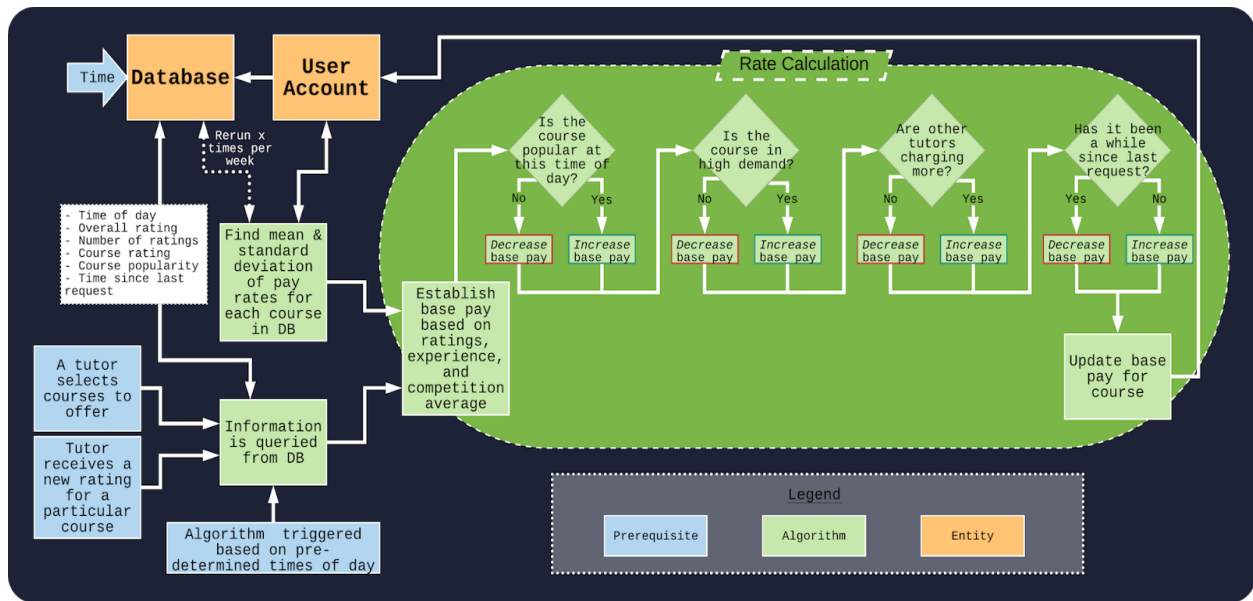 Time
Database
User
Account
Rerun x
times per
week
- Time of day
- Overall rating
- Number of ratings
- Course rating
- Course popularity
- Time since last
request
Find mean &
standard
deviation
of pay
rates for
each course
in DB
A tutor
selects
courses to
offer
Tutor
receives a
new rating
for a
particular
course
Information
is queried
from DB
Algorithm triggered
based on pre-
determined times of day
Establish
base pay
based on
ratings,
experience,
and
competition
average
Rate Calculation
Is the
course
popular at
this time of
day?
No
Yes
Decrease
base pay
Increase
base pay
Is the
course in
high demand?
No
Yes
Decrease
base pay
Increase
base pay
Are other
tutors
charging
more?
No
Yes
Decrease
base pay
Increase
base pay
Has it been
a while
since last
request?
Yes
No
Decrease
base pay
Increase
base pay
Update base
pay for
course
Legend
Prerequisite
Algorithm
Entity